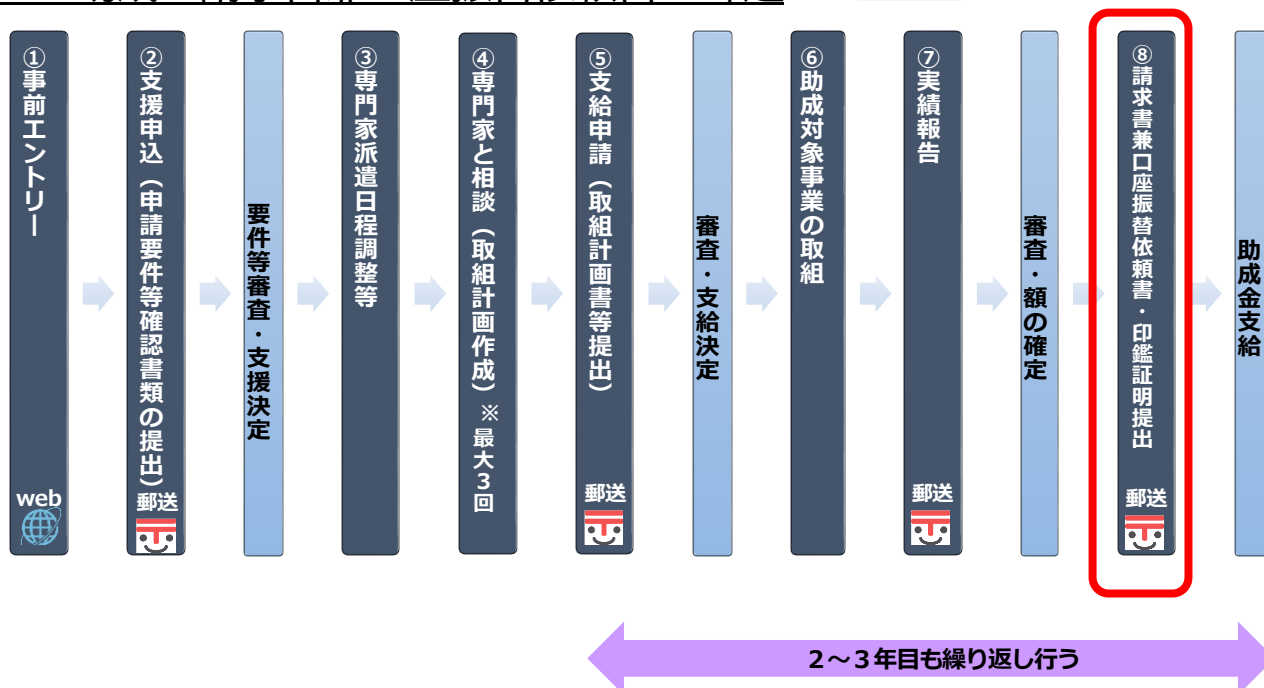 ①事前エントリー
web
②支援申込（申請要件等確認書類の提出）
郵送
要件等審査・支援決定
③専門家派遣日程調整等
④専門家と相談（取組計画作成）※最大3回
⑤支給申請（取組計画書等提出）
郵送
審査・支給決定
⑥助成対象事業の取組
⑦実績報告
郵送
審査・額の確定
⑧請求書兼口座振替依頼書・印鑑証明提出
郵送
助成金支給
２～３年目も繰り返し行う